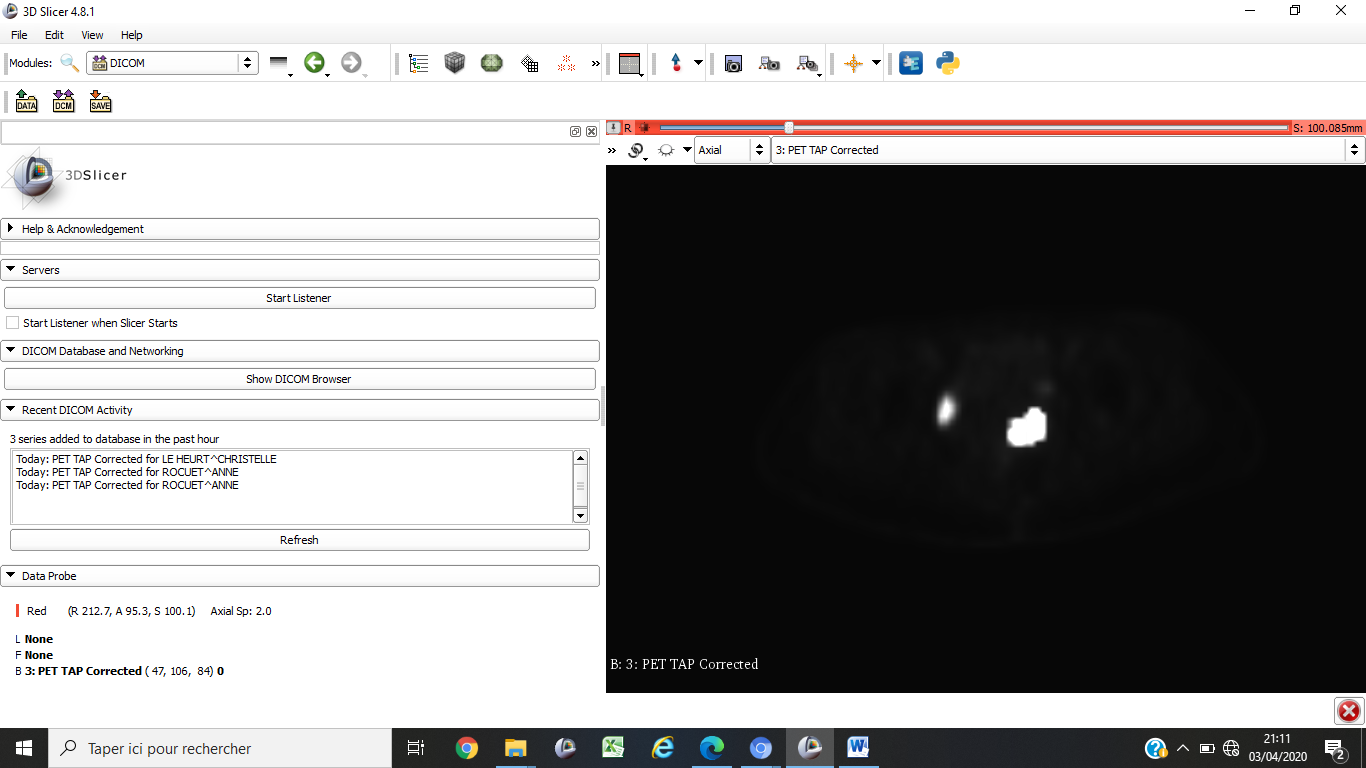 3D Slicer 4.8.1
File Edit View Help
Modules: DICOM »
DATA DCM SAVE
R S: 100.085mm
» Axial 3: PET TAP Corrected
3DSlicer
Help & Acknowledgement
Servers
Start Listener
Start Listener when Slicer Starts
DICOM Database and Networking
Show DICOM Browser
Recent DICOM Activity
3 series added to database in the past hour
Today: PET TAP Corrected for LE HEURT^CHRISTELLE
Today: PET TAP Corrected for ROCUET^ANNE
Today: PET TAP Corrected for ROCUET^ANNE
Refresh
Data Probe
Red (R 212.7, A 95.3, S 100.1) Axial Sp: 2.0
L None
F None
B 3: PET TAP Corrected ( 47, 106, 84) 0
B: 3: PET TAP Corrected
Taper ici pour rechercher
21:11
03/04/2020
2